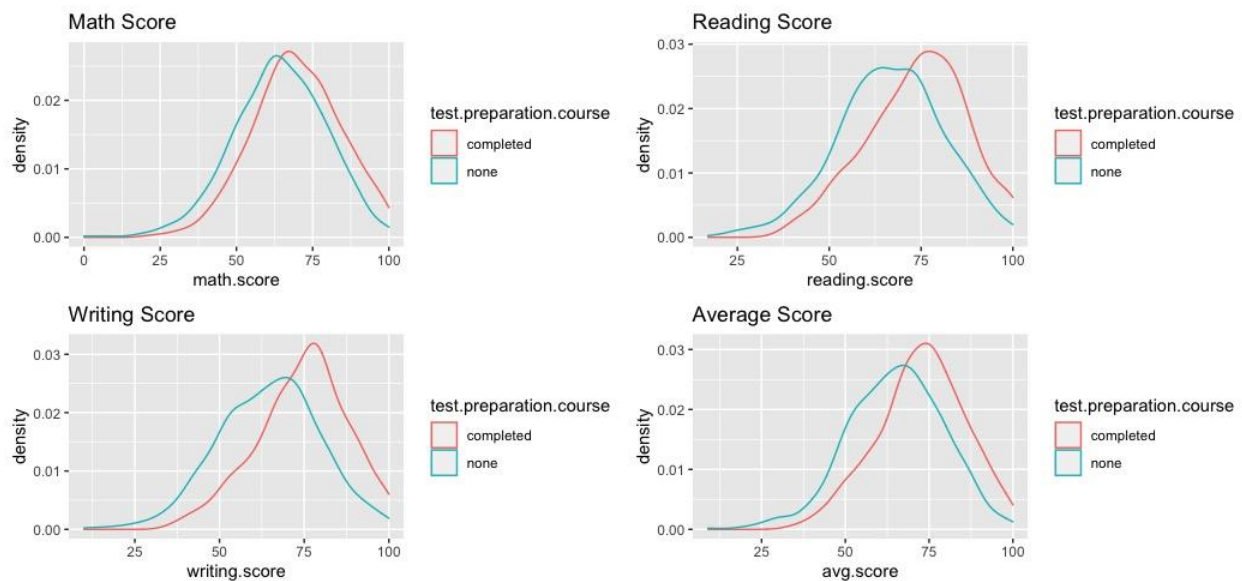 Math Score
density
0.02
0.01
0.00
0
25
50
75
100
math.score
test.preparation.course
completed
none
Reading Score
density
0.03
0.02
0.01
0.00
25
50
75
100
reading.score
test.preparation.course
completed
none
Writing Score
density
0.03
0.02
0.01
0.00
25
50
75
100
writing.score
test.preparation.course
completed
none
Average Score
density
0.03
0.02
0.01
0.00
25
50
75
100
avg.score
test.preparation.course
completed
none